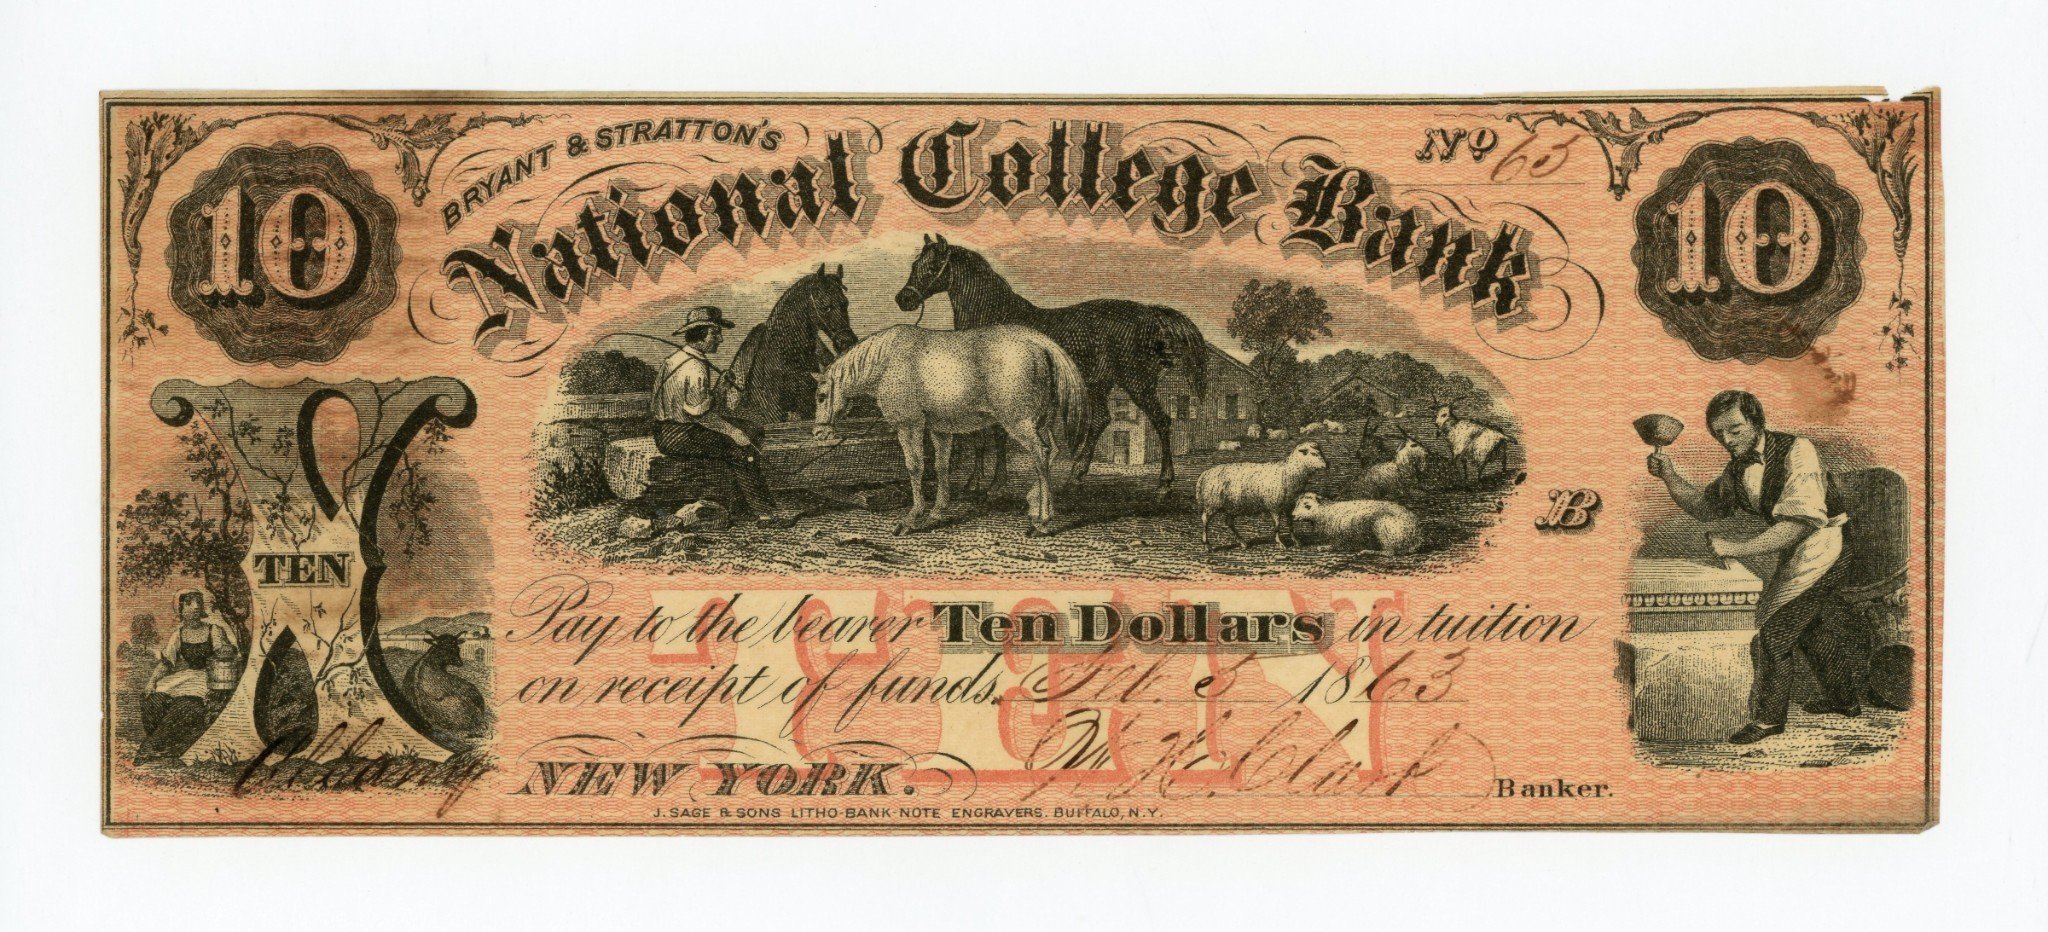 BRYANT & STRATTON'S
National College Bank
No 65
10
10
TEN
B
Pay to the bearer Ten Dollars in tuition
on receipt of funds. Feb. 5 1863
TEN
Albany NEW YORK. Clark Banker.
J. SAGE & SONS LITHO-BANK-NOTE ENGRAVERS. BUFFALO, N.Y.